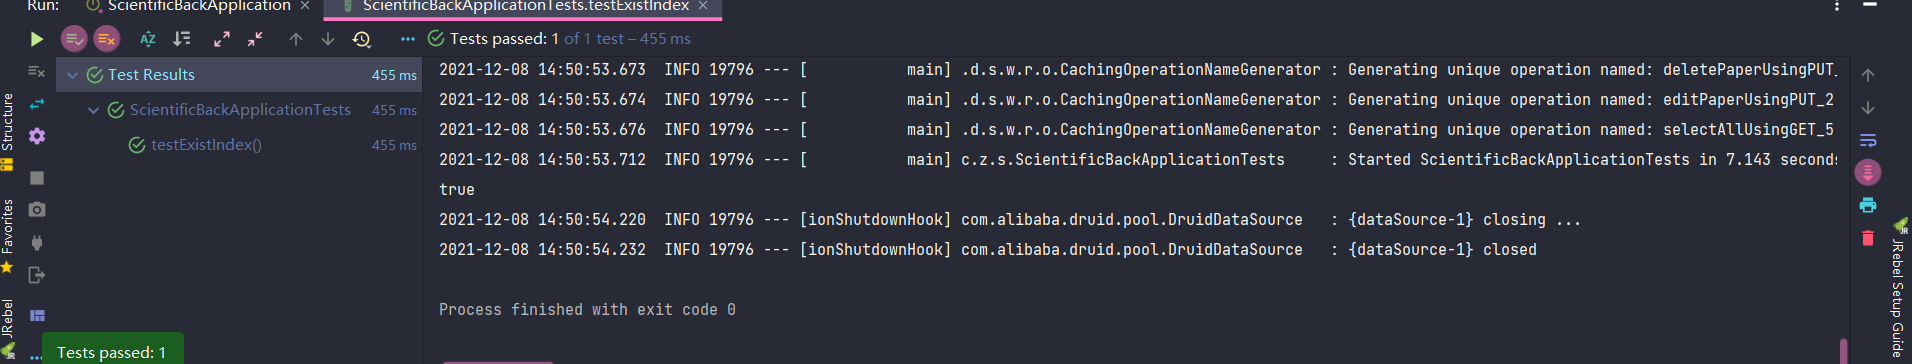 Run:
ScientificBackApplication ×
ScientificBackApplicationTests.testExistIndex ×
Tests passed: 1 of 1 test – 455 ms
Test Results 455 ms
ScientificBackApplicationTests 455 ms
testExistIndex() 455 ms
2021-12-08 14:50:53.673  INFO 19796 --- [           main] .d.s.w.r.o.CachingOperationNameGenerator : Generating unique operation named: deletePaperUsingPUT_
2021-12-08 14:50:53.674  INFO 19796 --- [           main] .d.s.w.r.o.CachingOperationNameGenerator : Generating unique operation named: editPaperUsingPUT_2
2021-12-08 14:50:53.676  INFO 19796 --- [           main] .d.s.w.r.o.CachingOperationNameGenerator : Generating unique operation named: selectAllUsingGET_5
2021-12-08 14:50:53.712  INFO 19796 --- [           main] c.z.s.ScientificBackApplicationTests     : Started ScientificBackApplicationTests in 7.143 seconds
true
2021-12-08 14:50:54.220  INFO 19796 --- [ionShutdownHook] com.alibaba.druid.pool.DruidDataSource   : {dataSource-1} closing ...
2021-12-08 14:50:54.232  INFO 19796 --- [ionShutdownHook] com.alibaba.druid.pool.DruidDataSource   : {dataSource-1} closed
Process finished with exit code 0
Tests passed: 1
Structure
Favorites
JRebel
JRebel Setup Guide